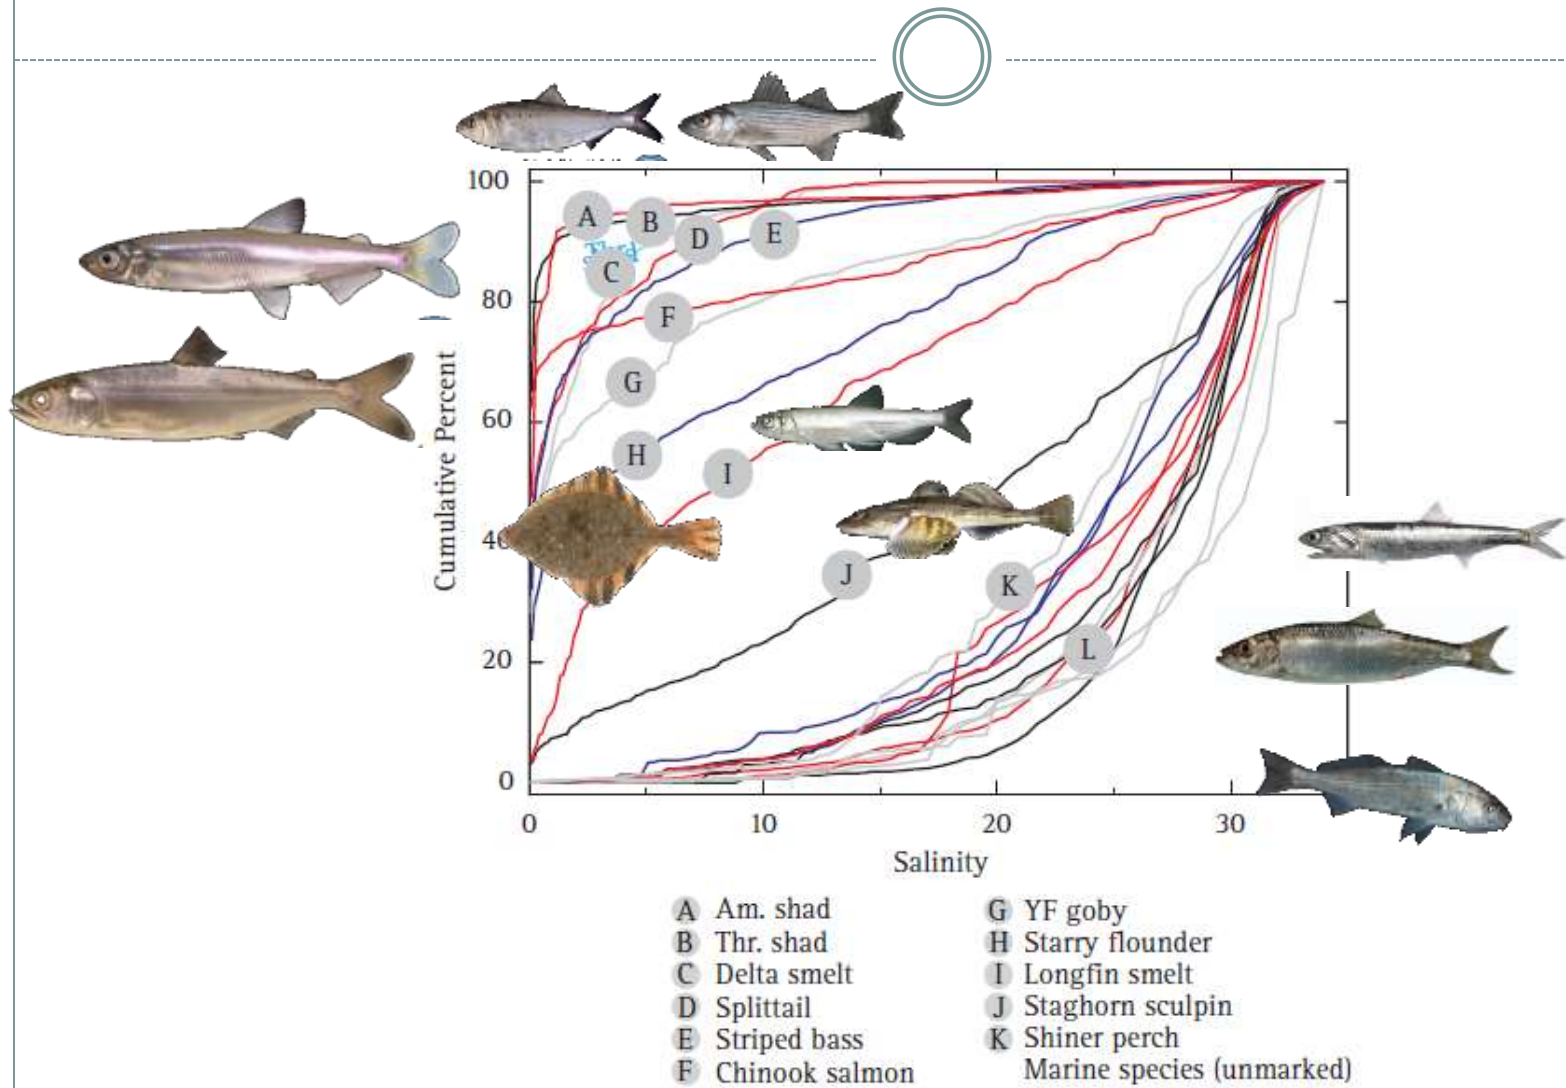 100
80
60
40
20
0
Cumulative Percent
A
B
C
D
E
F
G
H
I
J
K
L
0 10 20 30
Salinity
A Am. shad
B Thr. shad
C Delta smelt
D Splittail
E Striped bass
F Chinook salmon
G YF goby
H Starry flounder
I Longfin smelt
J Staghorn sculpin
K Shiner perch
Marine species (unmarked)